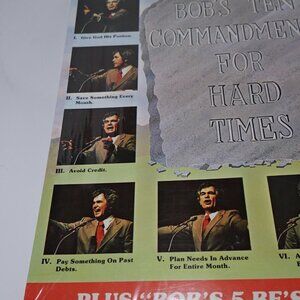 BOB'S TEN
COMMANDMEN
FOR
HARD
TIMES
I. Give God His Portion.
II. Save Something Every
Month.
III. Avoid Credit.
IV. Pay Something On Past
Debts.
V. Plan Needs In Advance
For Entire Month.
VI. A
PLUS "BOB'S 5 BE'S